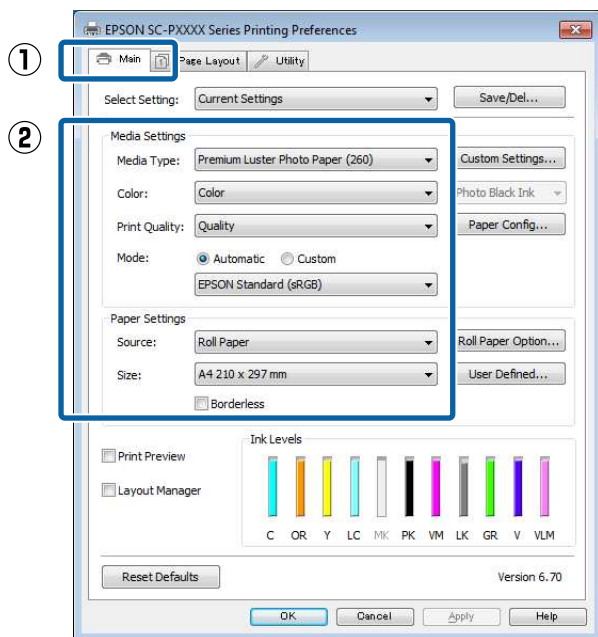 EPSON SC-PXXXX Series Printing Preferences
①
Main
Page Layout
Utility
Select Setting: Current Settings Save/Del...
②
Media Settings
Media Type: Premium Luster Photo Paper (260) Custom Settings...
Color: Color Photo Black Ink
Print Quality: Quality Paper Config...
Mode: Automatic Custom
EPSON Standard (sRGB)
Paper Settings
Source: Roll Paper Roll Paper Option...
Size: A4 210 x 297 mm User Defined...
Borderless
Print Preview
Layout Manager
Ink Levels
C OR Y LC MK PK VM LK GR V VLM
Reset Defaults Version 6.70
OK Cancel Apply Help